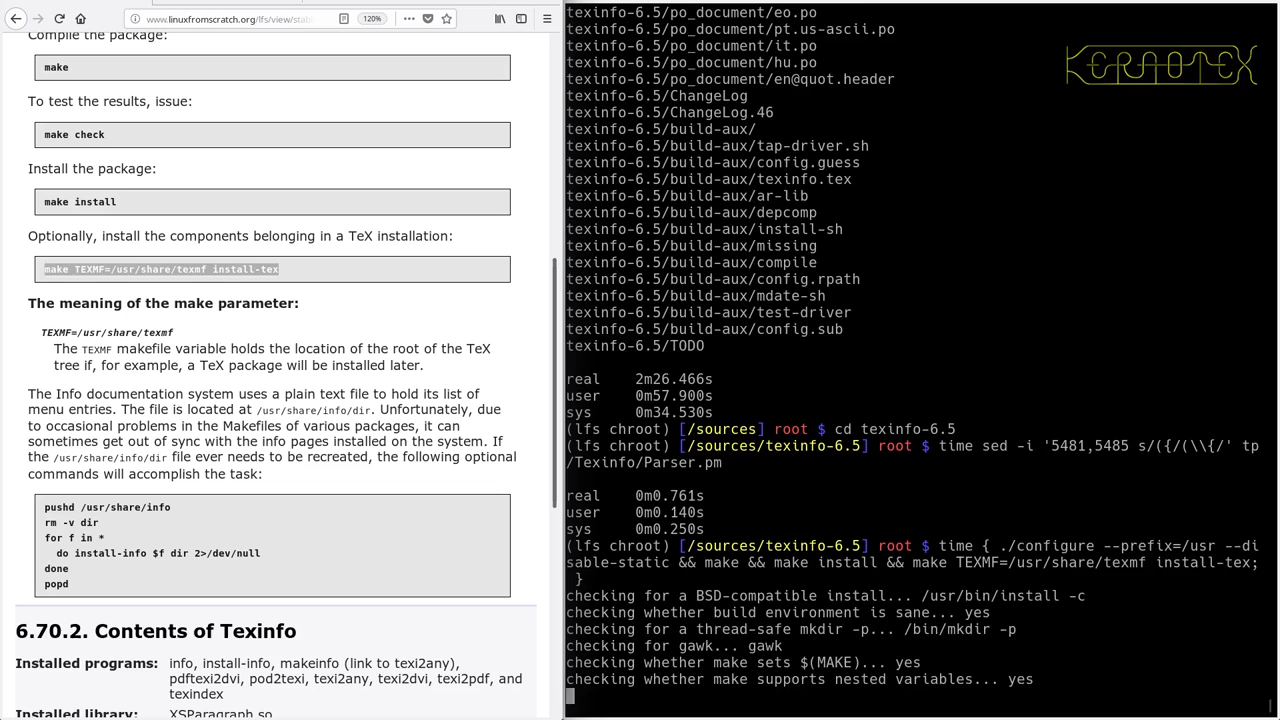 www.linuxfromscratch.org/lfs/view/stab
120%
Compile the package:
make
To test the results, issue:
make check
Install the package:
make install
Optionally, install the components belonging in a TeX installation:
make TEXMF=/usr/share/texmf install-tex
The meaning of the make parameter:
TEXMF=/usr/share/texmf
The TEXMF makefile variable holds the location of the root of the TeX
tree if, for example, a TeX package will be installed later.
The Info documentation system uses a plain text file to hold its list of
menu entries. The file is located at /usr/share/info/dir. Unfortunately, due
to occasional problems in the Makefiles of various packages, it can
sometimes get out of sync with the info pages installed on the system. If
the /usr/share/info/dir file ever needs to be recreated, the following optional
commands will accomplish the task:
pushd /usr/share/info
rm -v dir
for f in *
do install-info $f dir 2>/dev/null
done
popd
6.70.2. Contents of Texinfo
Installed programs: info, install-info, makeinfo (link to texi2any),
pdftexi2dvi, pod2texi, texi2any, texi2dvi, texi2pdf, and
texindex
Installed library: XSParagraph.so
texinfo-6.5/po_document/eo.po
texinfo-6.5/po_document/pt.us-ascii.po
texinfo-6.5/po_document/it.po
texinfo-6.5/po_document/hu.po
texinfo-6.5/po_document/en@quot.header
texinfo-6.5/ChangeLog
texinfo-6.5/ChangeLog.46
texinfo-6.5/build-aux/
texinfo-6.5/build-aux/tap-driver.sh
texinfo-6.5/build-aux/config.guess
texinfo-6.5/build-aux/texinfo.tex
texinfo-6.5/build-aux/ar-lib
texinfo-6.5/build-aux/depcomp
texinfo-6.5/build-aux/install-sh
texinfo-6.5/build-aux/missing
texinfo-6.5/build-aux/compile
texinfo-6.5/build-aux/config.rpath
texinfo-6.5/build-aux/mdate-sh
texinfo-6.5/build-aux/test-driver
texinfo-6.5/build-aux/config.sub
texinfo-6.5/TODO
real 2m26.466s
user 0m57.900s
sys 0m34.530s
(lfs chroot) [/sources] root $ cd texinfo-6.5
(lfs chroot) [/sources/texinfo-6.5] root $ time sed -i '5481,5485 s/({/(\\{/' tp
/Texinfo/Parser.pm
real 0m0.761s
user 0m0.140s
sys 0m0.250s
(lfs chroot) [/sources/texinfo-6.5] root $ time { ./configure --prefix=/usr --di
sable-static && make && make install && make TEXMF=/usr/share/texmf install-tex;
}
checking for a BSD-compatible install... /usr/bin/install -c
checking whether build environment is sane... yes
checking for a thread-safe mkdir -p... /bin/mkdir -p
checking for gawk... gawk
checking whether make sets $(MAKE)... yes
checking whether make supports nested variables... yes
KERAOTEX